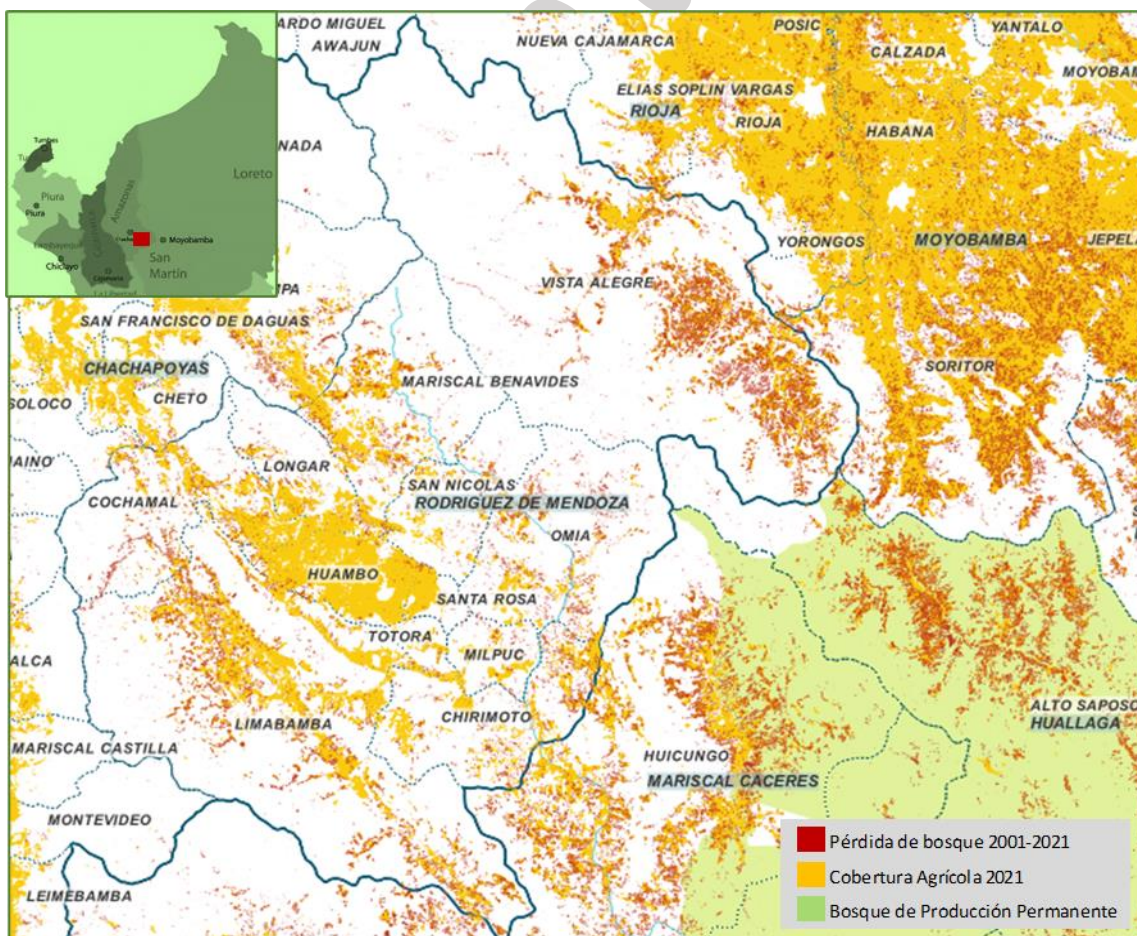 ARDO MIGUEL
AWAJUN
NUEVA CAJAMARCA
POSIC
YANTALO
CALZADA
MOYOBAM
ELIAS SOPLIN VARGAS
RIOJA
RIOJA
HABANA
NADA
Tumbes
Loreto
Piura
Piura
Amazonas
Moyobamba
San
Martín
Chiclayo
Cajamarca
YORONGOS
MOYOBAMBA
JEPELA
VISTA ALEGRE
IPA
SAN FRANCISCO DE DAGUAS
CHACHAPOYAS
CHETO
SOLOCO
MARISCAL BENAVIDES
SORITOR
AINO
LONGAR
SAN NICOLAS
COCHAMAL
RODRIGUEZ DE MENDOZA
OMIA
HUAMBO
SANTA ROSA
TOTORA
MILPUC
ALCA
LIMABAMBA
CHIRIMOTO
ALTO SAPOSO
HUALLAGA
MARISCAL CASTILLA
HUICUNGO
MARISCAL CACERES
MONTEVIDEO
LEIMEBAMBA
Pérdida de bosque 2001-2021
Cobertura Agrícola 2021
Bosque de Producción Permanente